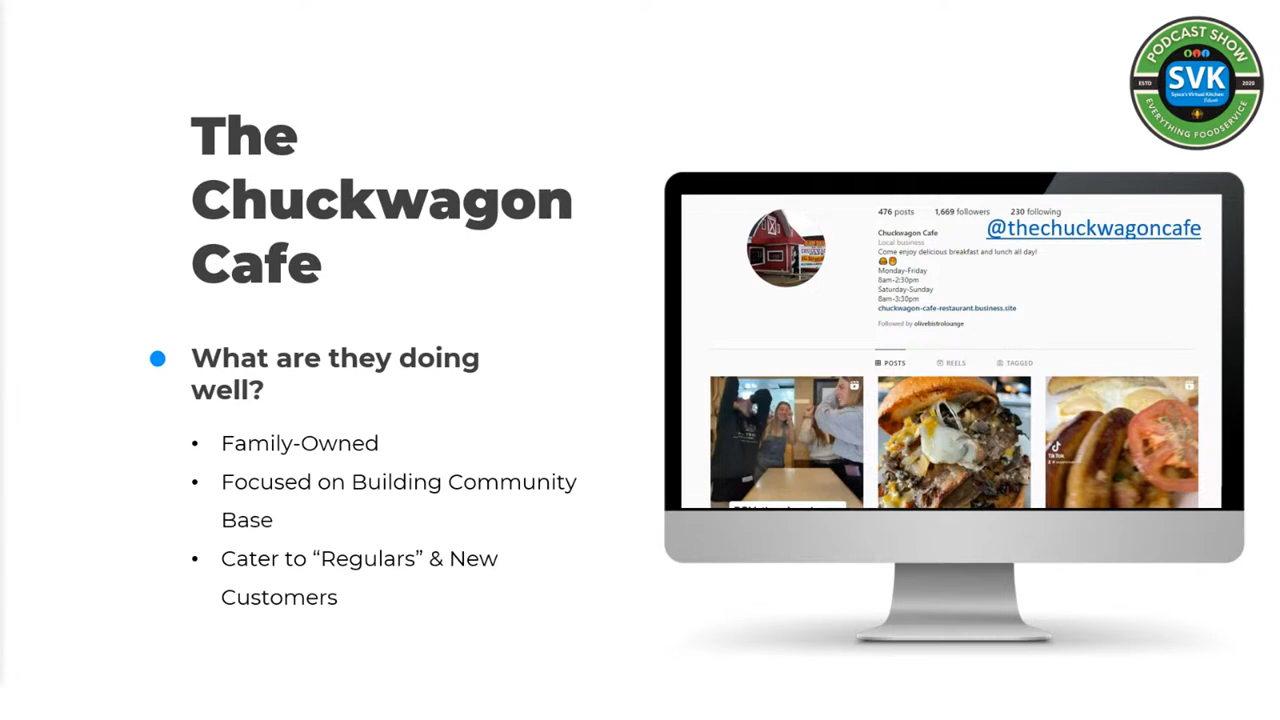 PODCAST SHOW
ESTD
SVK
2020
Sysco's Virtual Kitchen
EVERYTHING FOODSERVICE
The
Chuckwagon
Cafe
What are they doing
well?
• Family-Owned
• Focused on Building Community
Base
• Cater to “Regulars” & New
Customers
476 posts 1,669 followers 230 following
@thechuckwagoncafe
Chuckwagon Cafe
Local business
Come enjoy delicious breakfast and lunch all day!
Monday-Friday
8am-2:30pm
Saturday-Sunday
8am-3:30pm
chuckwagon-cafe-restaurant.business.site
Followed by olivebistrolounge
POSTS REELS TAGGED
TikTok